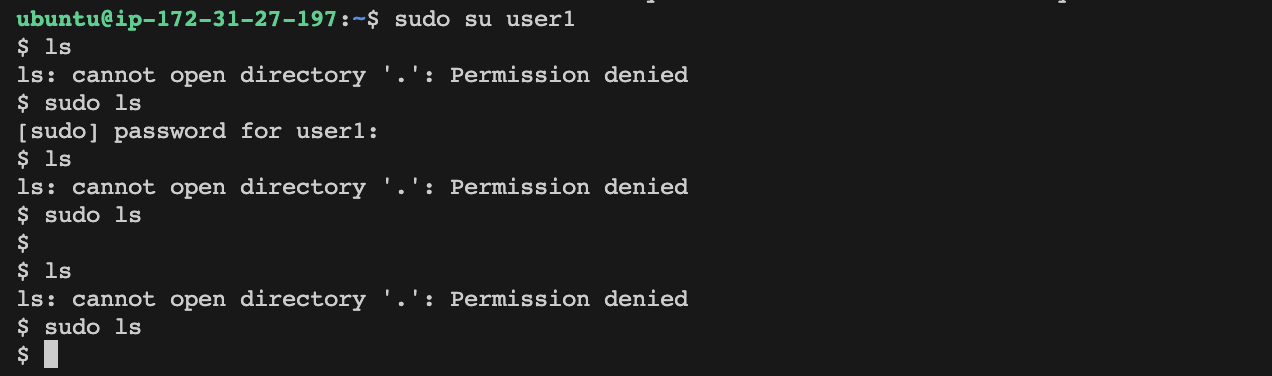 ubuntu@ip-172-31-27-197:~$ sudo su user1
$ ls
ls: cannot open directory '.': Permission denied
$ sudo ls
[sudo] password for user1:
$ ls
ls: cannot open directory '.': Permission denied
$ sudo ls
$
$ ls
ls: cannot open directory '.': Permission denied
$ sudo ls
$